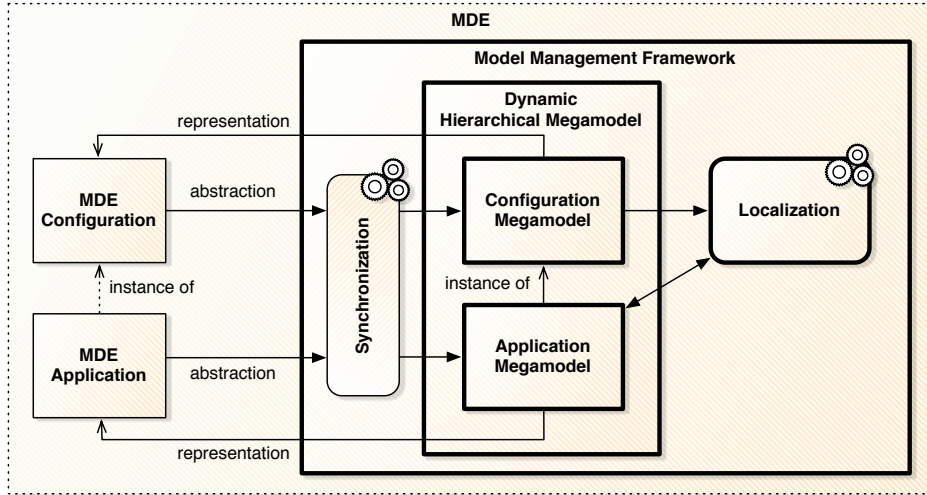 MDE
Model Management Framework
Dynamic
Hierarchical Megamodel
representation
MDE
Configuration
abstraction
Synchronization
Configuration
Megamodel
Localization
instance of
instance of
MDE
Application
abstraction
Application
Megamodel
representation